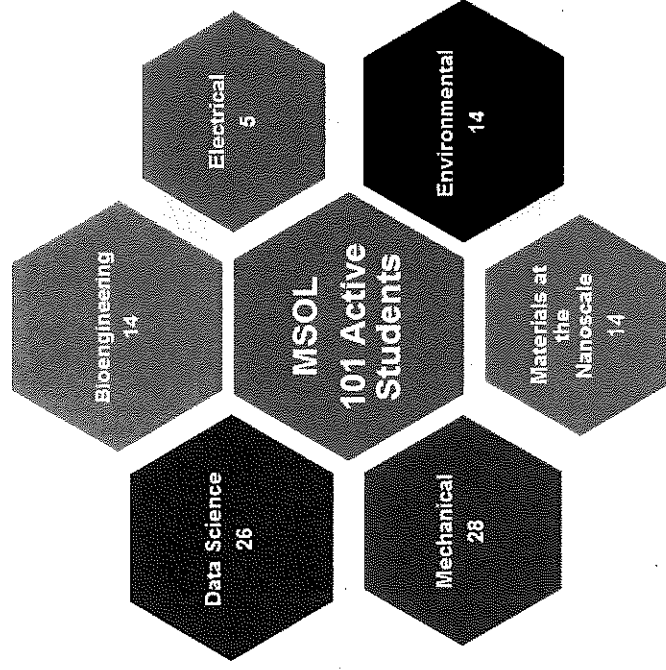 MSOL
101 Active
Students
Bioengineering
14
Electrical
5
Environmental
14
Materials at
the
Nanoscale
14
Mechanical
28
Data Science
26